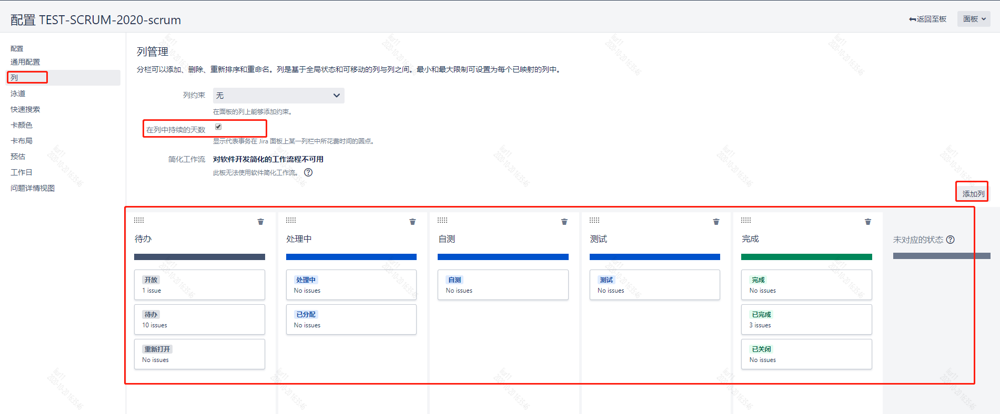 配置 TEST-SCRUM-2020-scrum
返回至板
面板
配置
通用配置
列
泳道
快速搜索
卡颜色
卡布局
预估
工作日
问题详情视图
列管理
分栏可以添加、删除、重新排序和重命名。列是基于全局状态和可移动的列与列之间。最小和最大限制可设置为每个已映射的列中。
列约束 无
在面板的列上能够添加约束。
在列中持续的天数
显示代表事务在 Jira 面板上某一列栏中所花费时间的圆点。
简化工作流 对软件开发简化的工作流程不可用
此板无法使用软件简化工作流。
添加列
待办
开放
1 issue
待办
10 issues
重新打开
No issues
处理中
处理中
No issues
已分配
No issues
自测
自测
No issues
测试
测试
No issues
完成
完成
No issues
已完成
3 issues
已关闭
No issues
未对应的状态